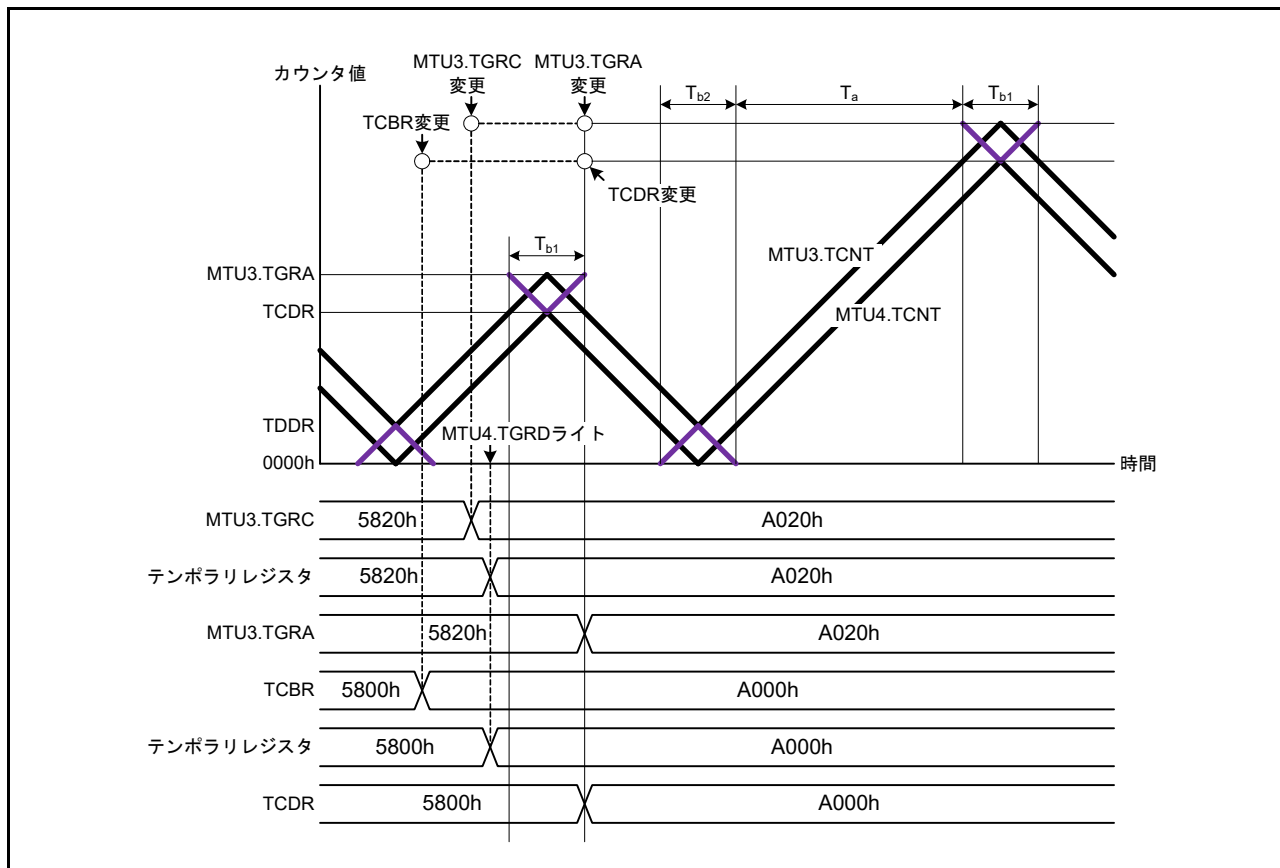 カウンタ値
MTU3.TGRC
変更
MTU3.TGRA
変更
Tb2
Ta
Tb1
TCBR変更
TCDR変更
Tb1
MTU3.TGRA
TCDR
TDDR
0000h
MTU3.TCNT
MTU4.TCNT
MTU4.TGRDライト
時間
MTU3.TGRC
5820h
A020h
テンポラリレジスタ
5820h
A020h
MTU3.TGRA
5820h
A020h
TCBR
5800h
A000h
テンポラリレジスタ
5800h
A000h
TCDR
5800h
A000h